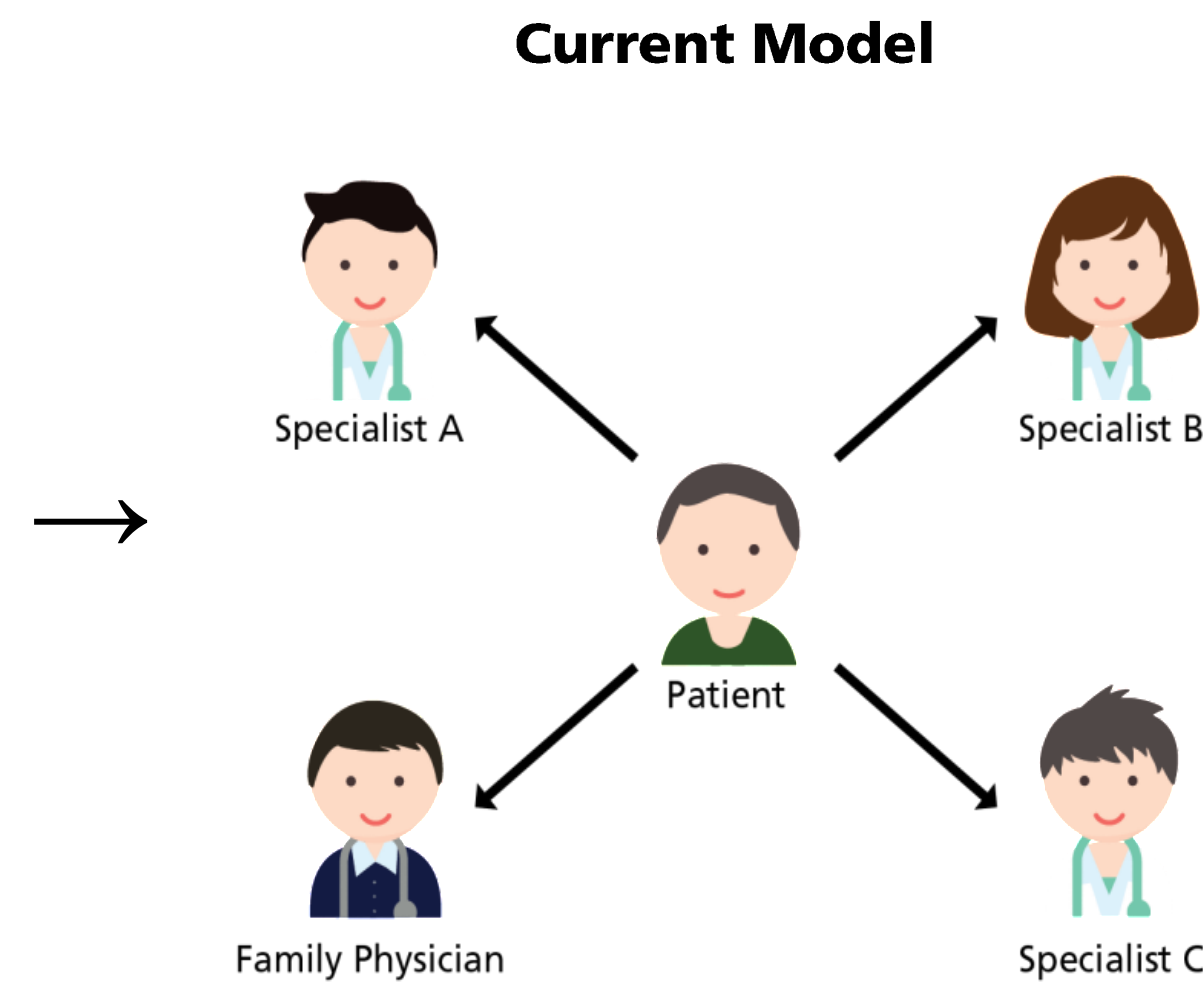 Current Model
Specialist A
Specialist B
Patient
Family Physician
Specialist C